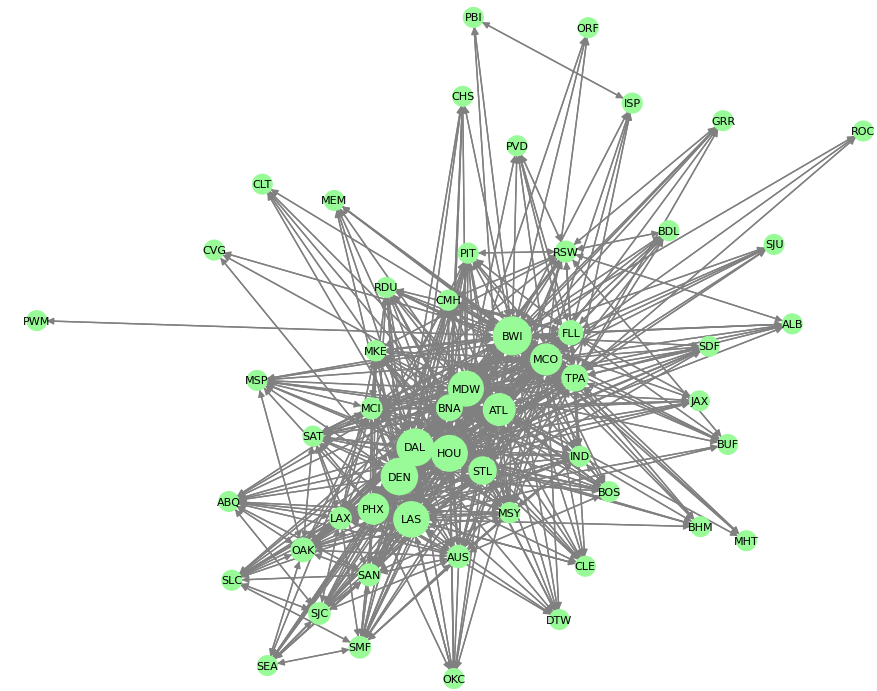 PBI
ORF
CHS
ISP
GRR
ROC
PVD
CLT
MEM
BDL
SJU
CVG
PIT
RSW
RDU
CMH
PWM
ALB
BWI
FLL
SDF
MKE
MCO
TPA
MSP
MDW
JAX
MCI
BNA
ATL
SAT
BUF
DAL
HOU
IND
STL
DEN
BOS
ABQ
PHX
LAX
LAS
MSY
BHM
MHT
OAK
AUS
CLE
SLC
SAN
SJC
DTW
SMF
SEA
OKC